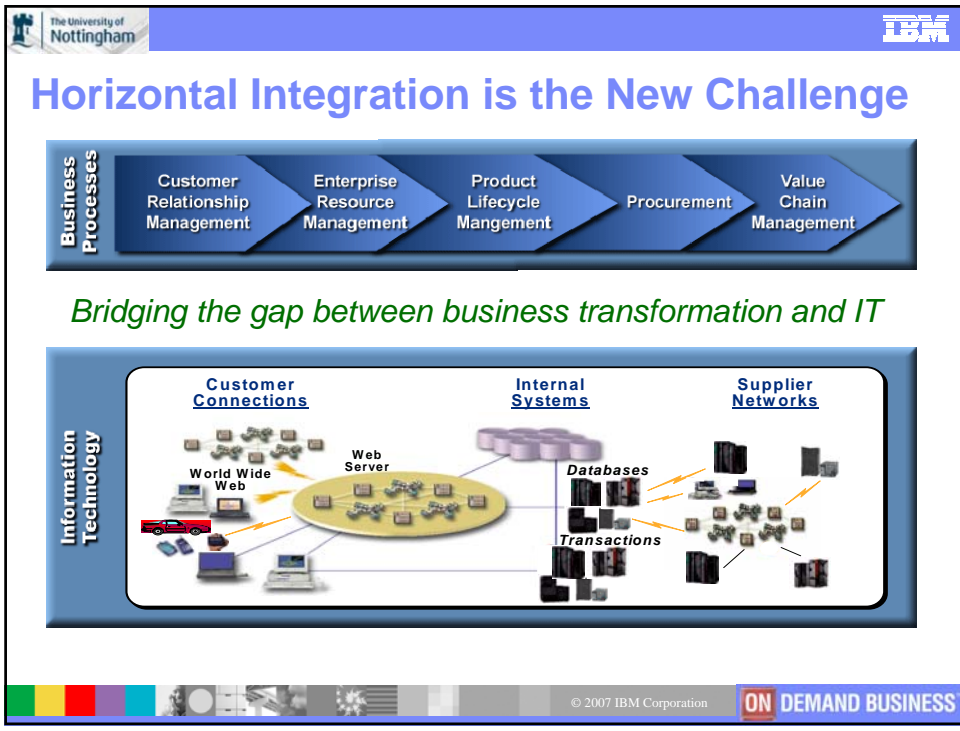 The University of
Nottingham
IBM
Horizontal Integration is the New Challenge
Business
Processes
Customer
Relationship
Management
Enterprise
Resource
Management
Product
Lifecycle
Mangement
Procurement
Value
Chain
Management
Bridging the gap between business transformation and IT
Information
Technology
Customer
Connections
Internal
Systems
Supplier
Networks
World Wide
Web
Web
Server
Databases
Transactions
© 2007 IBM Corporation
ON DEMAND BUSINESS